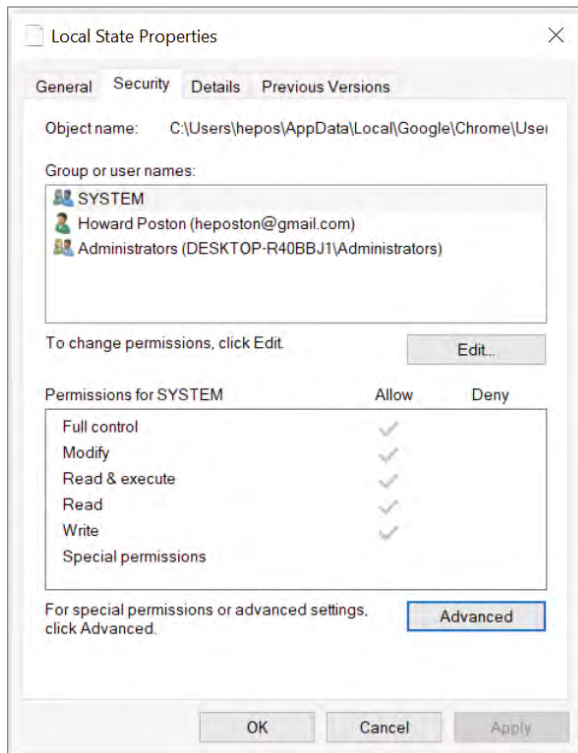 Local State Properties
General Security Details Previous Versions
Object name: C:\Users\hepos\AppData\Local\Google\Chrome\User
Group or user names:
SYSTEM
Howard Poston (heposton@gmail.com)
Administrators (DESKTOP-R40BBJ1\Administrators)
To change permissions, click Edit.
Edit...
Permissions for SYSTEM Allow Deny
Full control
Modify
Read & execute
Read
Write
Special permissions
For special permissions or advanced settings,
click Advanced.
Advanced
OK Cancel Apply